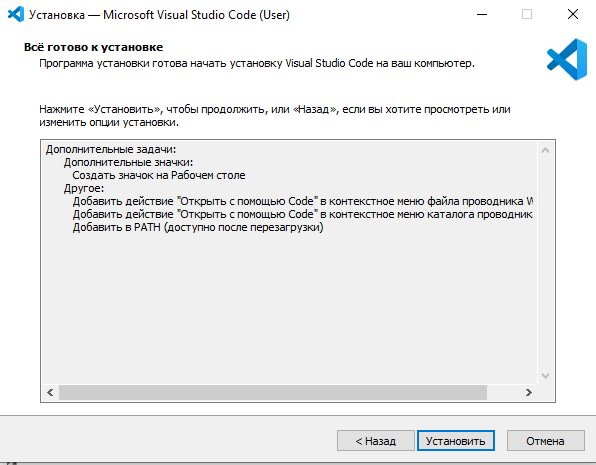 Установка — Microsoft Visual Studio Code (User)
Всё готово к установке
Программа установки готова начать установку Visual Studio Code на ваш компьютер.
Нажмите «Установить», чтобы продолжить, или «Назад», если вы хотите просмотреть или
изменить опции установки.
Дополнительные задачи:
Дополнительные значки:
Создать значок на Рабочем столе
Другое:
Добавить действие "Открыть с помощью Code" в контекстное меню файла проводника W
Добавить действие "Открыть с помощью Code" в контекстное меню каталога проводник
Добавить в PATH (доступно после перезагрузки)
< Назад
Установить
Отмена